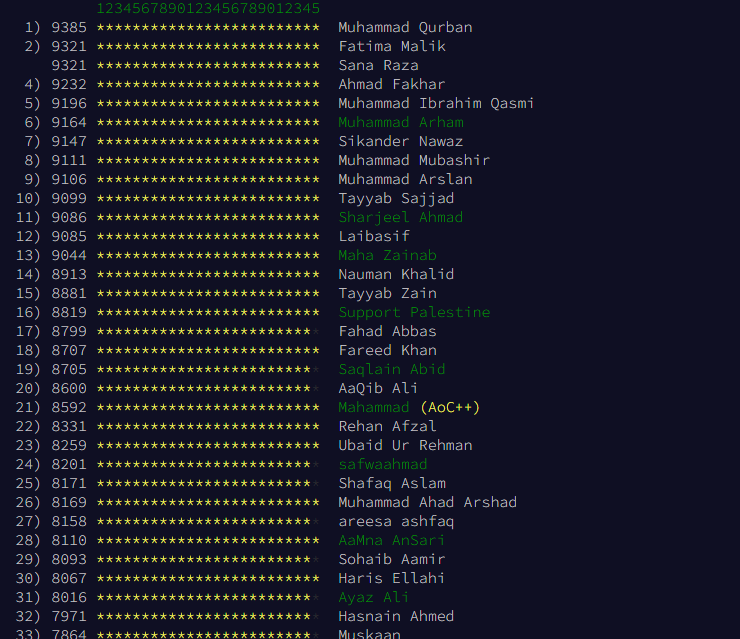 1234567890123456789012345
1) 9385 ************************* Muhammad Qurban
2) 9321 ************************* Fatima Malik
9321 ************************* Sana Raza
4) 9232 ************************* Ahmad Fakhar
5) 9196 ************************* Muhammad Ibrahim Qasmi
6) 9164 ************************* Muhammad Arham
7) 9147 ************************* Sikander Nawaz
8) 9111 ************************* Muhammad Mubashir
9) 9106 ************************* Muhammad Arslan
10) 9099 ************************* Tayyab Sajjad
11) 9086 ************************* Sharjeel Ahmad
12) 9085 ************************* Laibasif
13) 9044 ************************* Maha Zainab
14) 8913 ************************* Nauman Khalid
15) 8881 ************************* Tayyab Zain
16) 8819 ************************* Support Palestine
17) 8799 ************************* Fahad Abbas
18) 8707 ************************* Fareed Khan
19) 8705 ************************* Saqlain Abid
20) 8600 ************************* AaQib Ali
21) 8592 ************************* Mahammad (AoC++)
22) 8331 ************************* Rehan Afzal
23) 8259 ************************* Ubaid Ur Rehman
24) 8201 ************************* safwaahmad
25) 8171 ************************* Shafaq Aslam
26) 8169 ************************* Muhammad Ahad Arshad
27) 8158 ************************* areesa ashfaq
28) 8110 ************************* AaMna AnSari
29) 8093 ************************* Sohaib Aamir
30) 8067 ************************* Haris Ellahi
31) 8016 ************************* Ayaz Ali
32) 7971 ************************* Hasnain Ahmed
33) 7864 ************************* Muskaan